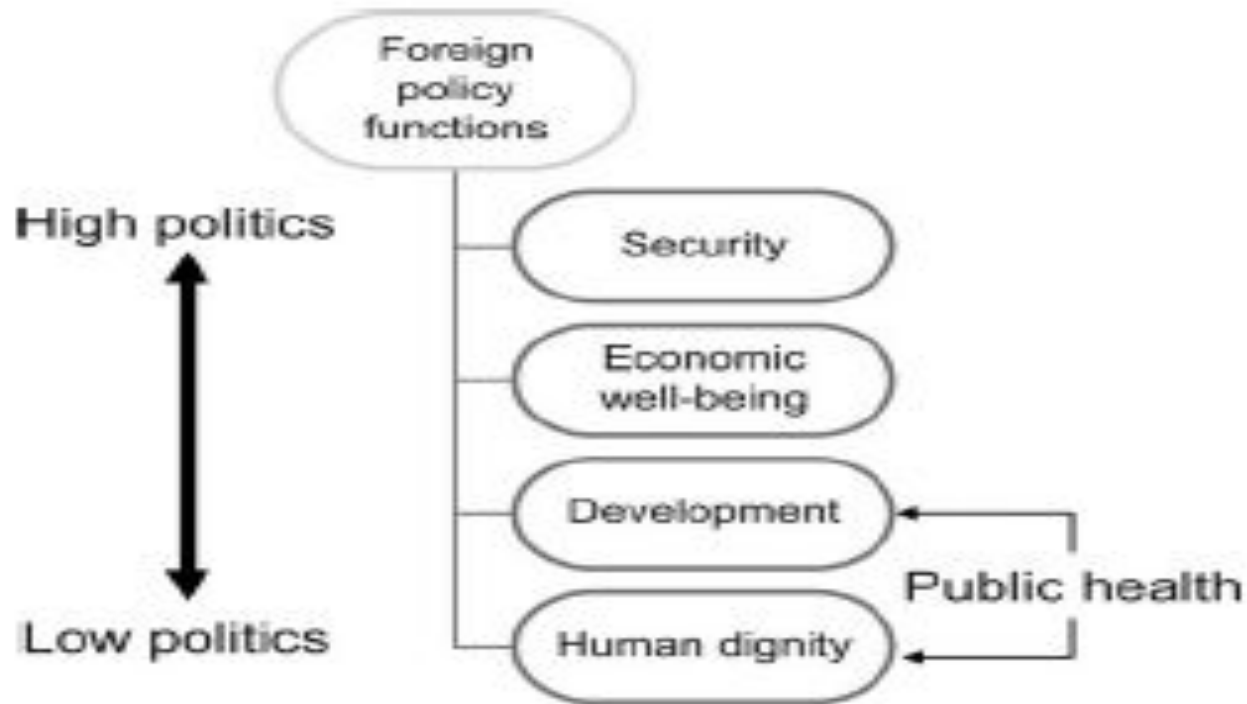 Foreign
policy
functions
High politics
Security
Economic
well-being
Development
Public health
Low politics
Human dignity